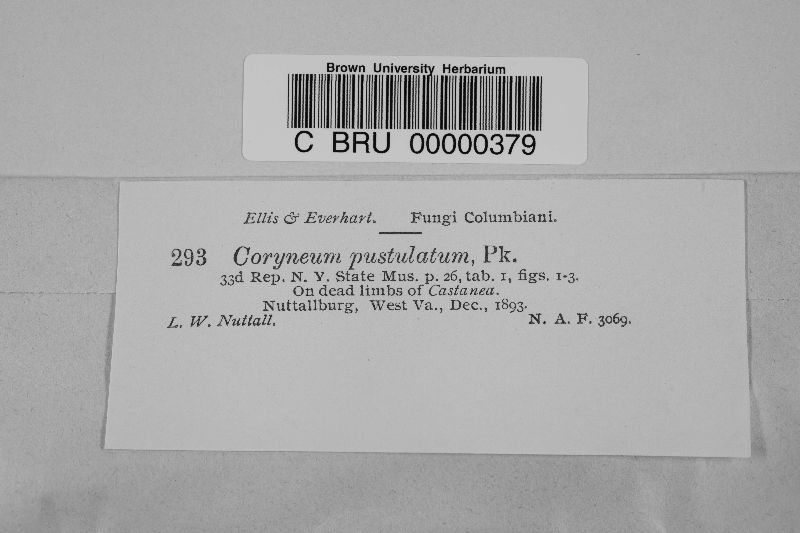 Brown University Herbarium
C BRU 00000379
Ellis & Everhart. Fungi Columbiani.
293 Coryneum pustulatum, Pk.
33d Rep. N. Y. State Mus. p. 26, tab. 1, figs. 1-3.
On dead limbs of Castanea.
Nuttallburg, West Va., Dec., 1893.
L. W. Nuttall. N. A. F. 3069.